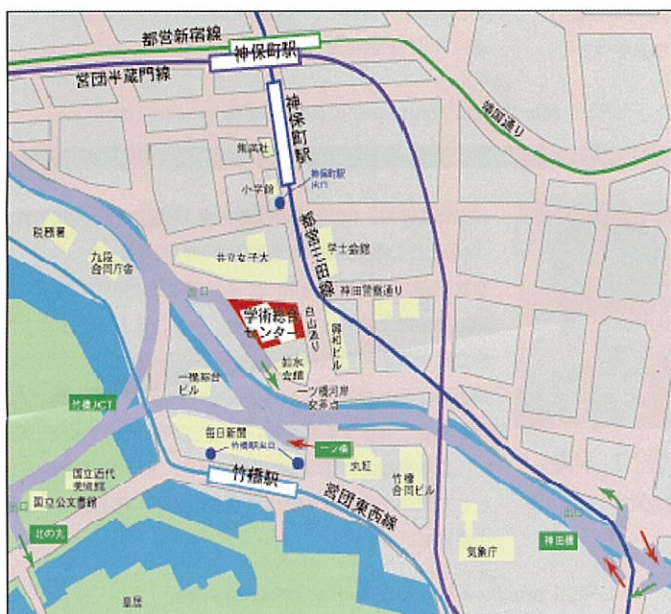 都営新宿線
神保町駅
営団半蔵門線
靖国通り
神保町駅
集英社
神保町駅
出口
小学館
都営三田線
税務署
九段
合同庁舎
共立女子大
学士会館
出口
神田警察通り
学術総合
センター
白山通り
興和ビル
如水
会館
一橋総合
ビル
一ツ橋河岸
交差点
竹橋JCT
毎日新聞
竹橋駅出口
一ツ橋
丸紅
竹橋
合同ビル
竹橋駅
営団東西線
国立近代
美術館
国立公文書館
出口
北の丸
気象庁
出口
神田橋
皇居